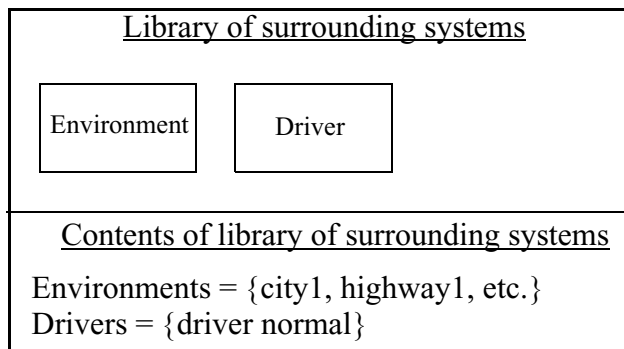 Library of surrounding systems
Environment
Driver
Contents of library of surrounding systems
Environments = {city1, highway1, etc.}
Drivers = {driver normal}